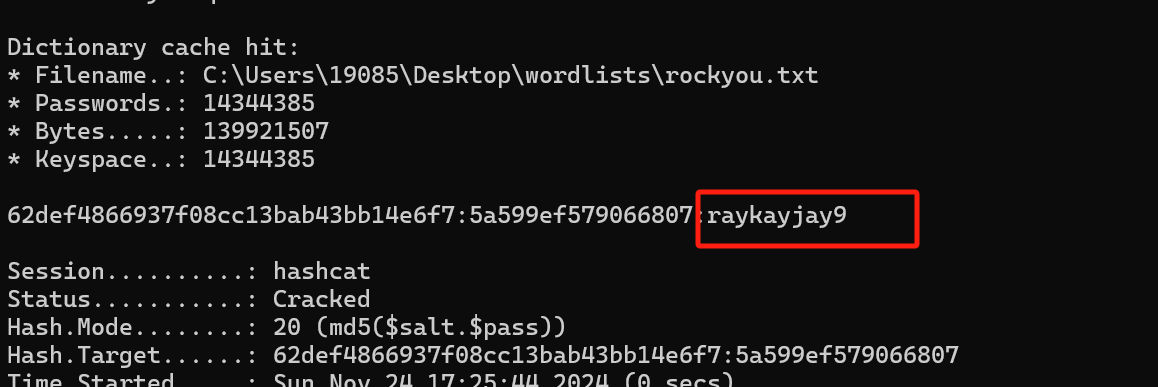 Dictionary cache hit:
* Filename..: C:\Users\19085\Desktop\wordlists\rockyou.txt
* Passwords.: 14344385
* Bytes.....: 139921507
* Keyspace..: 14344385
62def4866937f08cc13bab43bb14e6f7:5a599ef579066807:raykayjay9
Session..........: hashcat
Status...........: Cracked
Hash.Mode........: 20 (md5($salt.$pass))
Hash.Target......: 62def4866937f08cc13bab43bb14e6f7:5a599ef579066807
Time.Started.....: Sun Nov 24 17:25:44 2024 (0 secs)